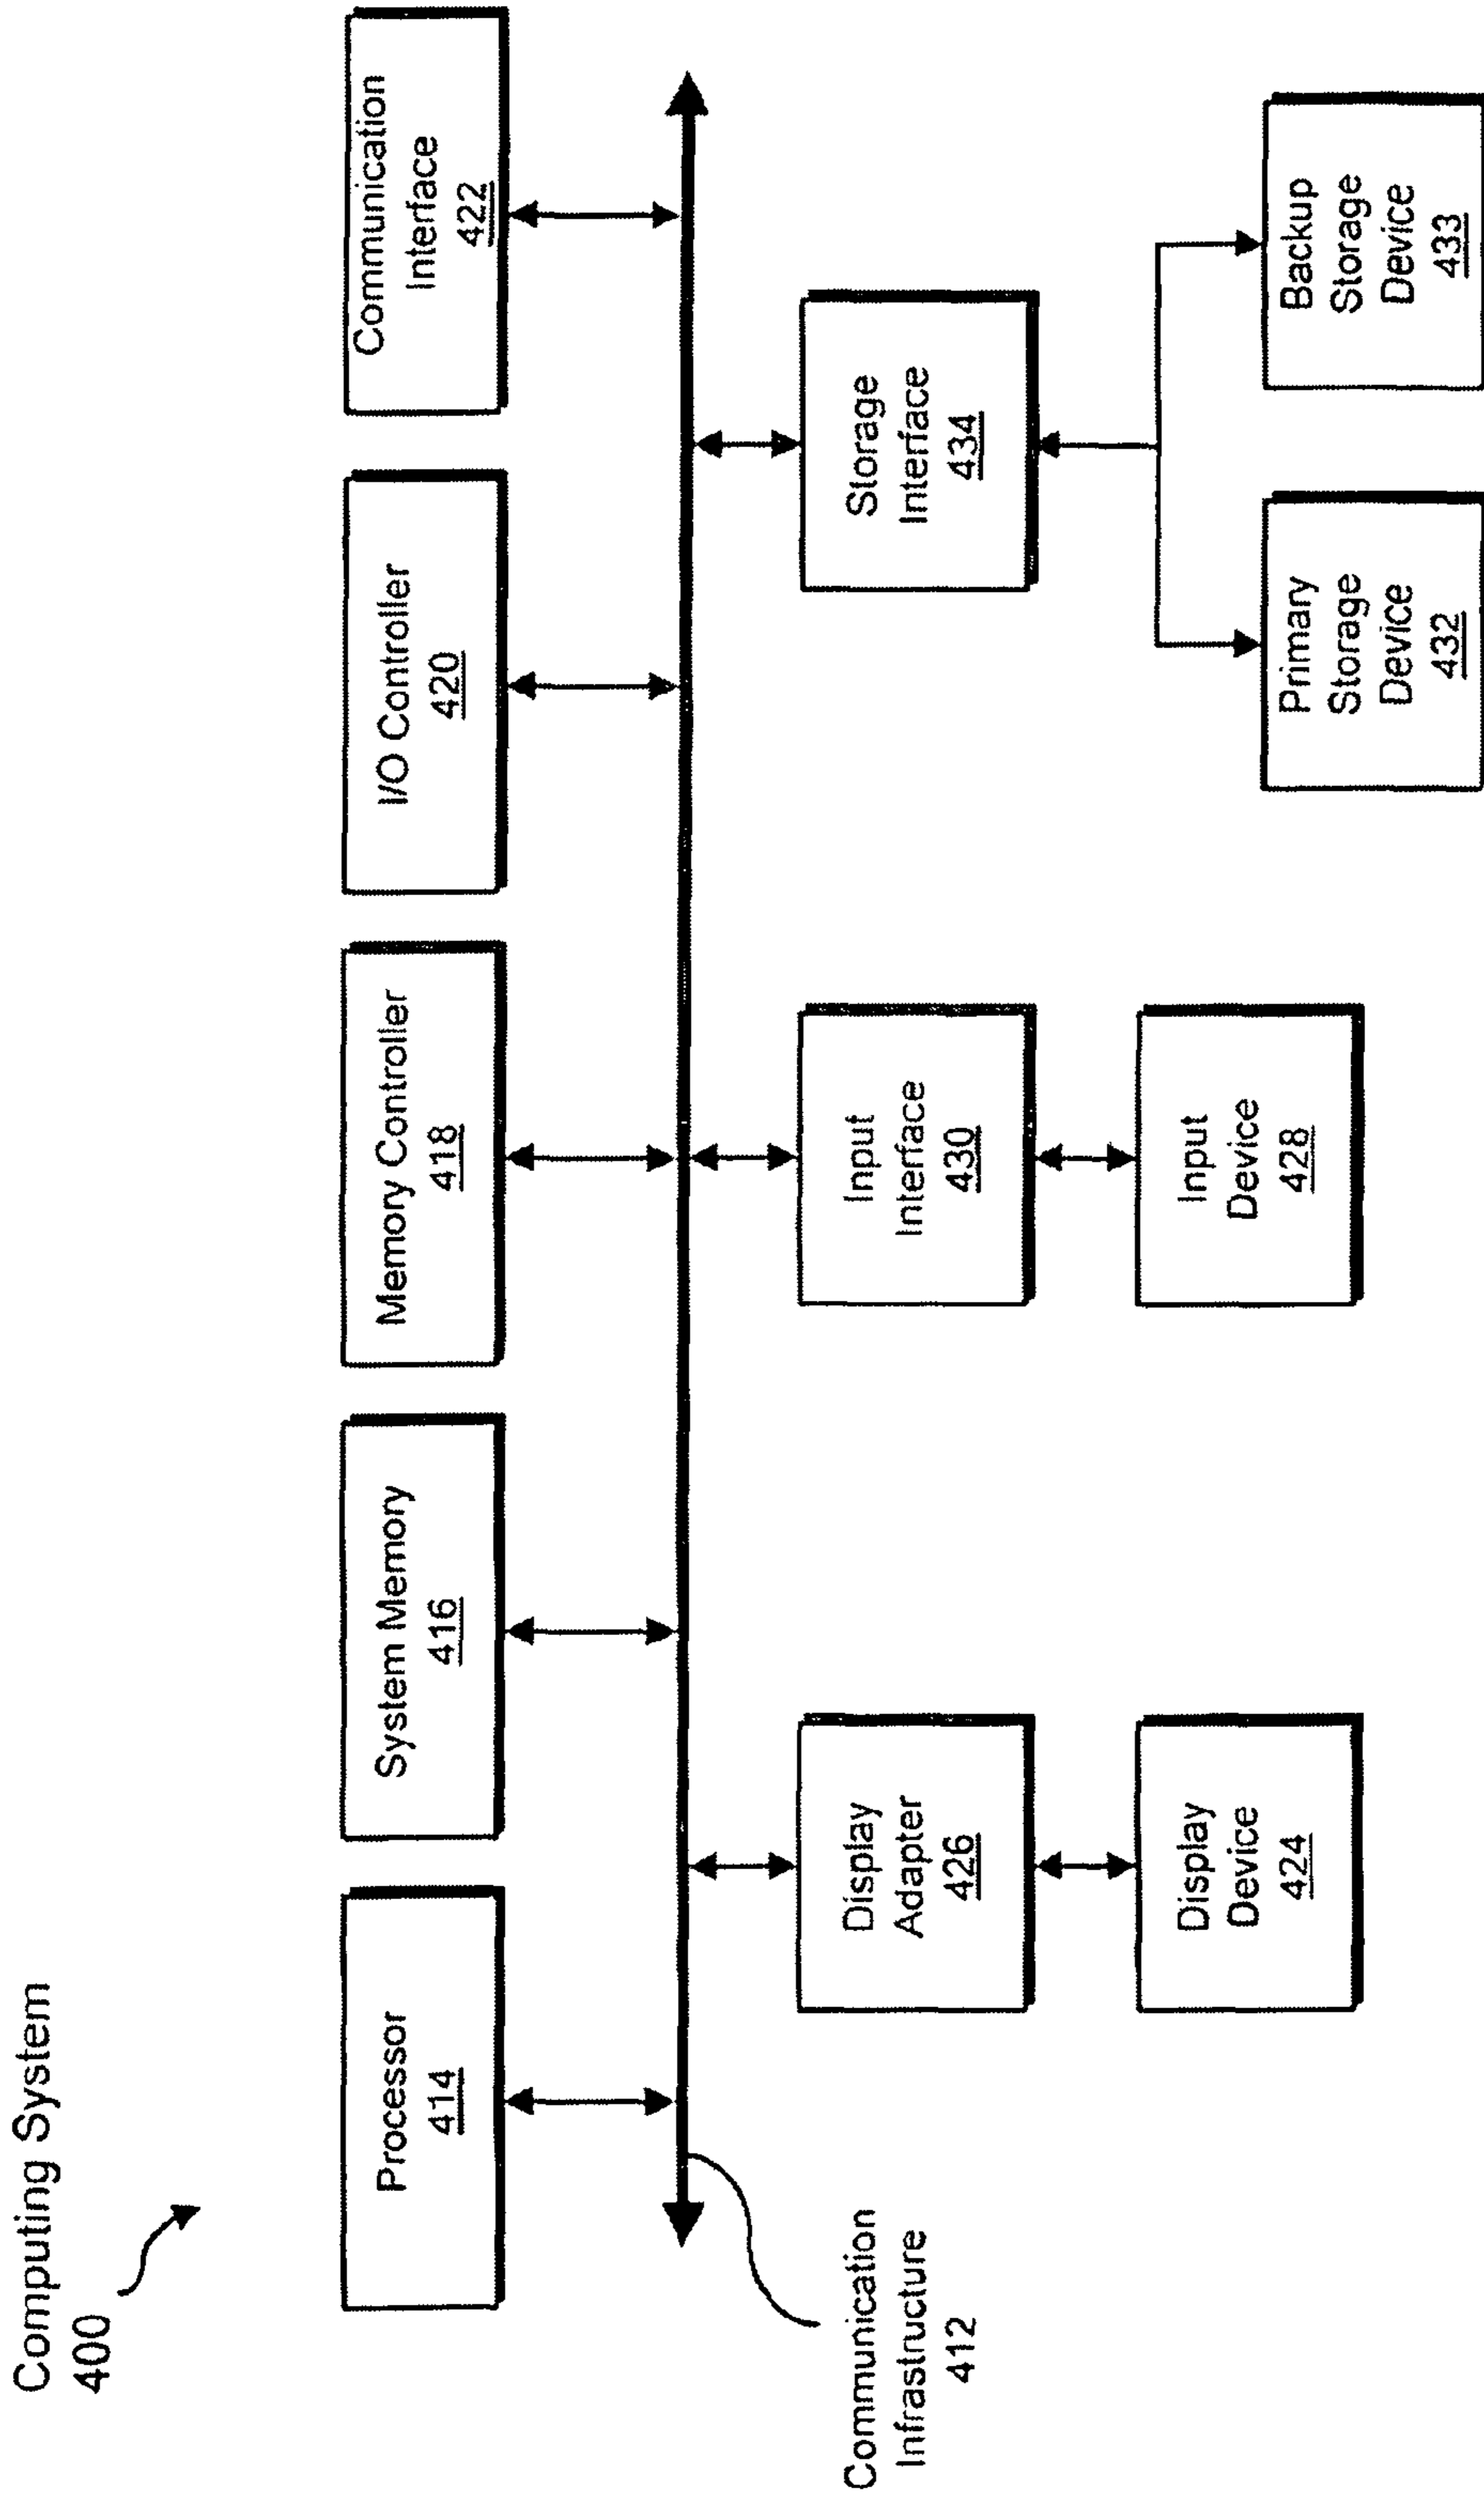 Computing System
400
Processor
414
System Memory
416
Memory Controller
418
I/O Controller
420
Communication
Interface
422
Communication
Infrastructure
412
Display
Adapter
426
Input
Interface
430
Storage
Interface
434
Display
Device
424
Input
Device
428
Primary
Storage
Device
432
Backup
Storage
Device
433